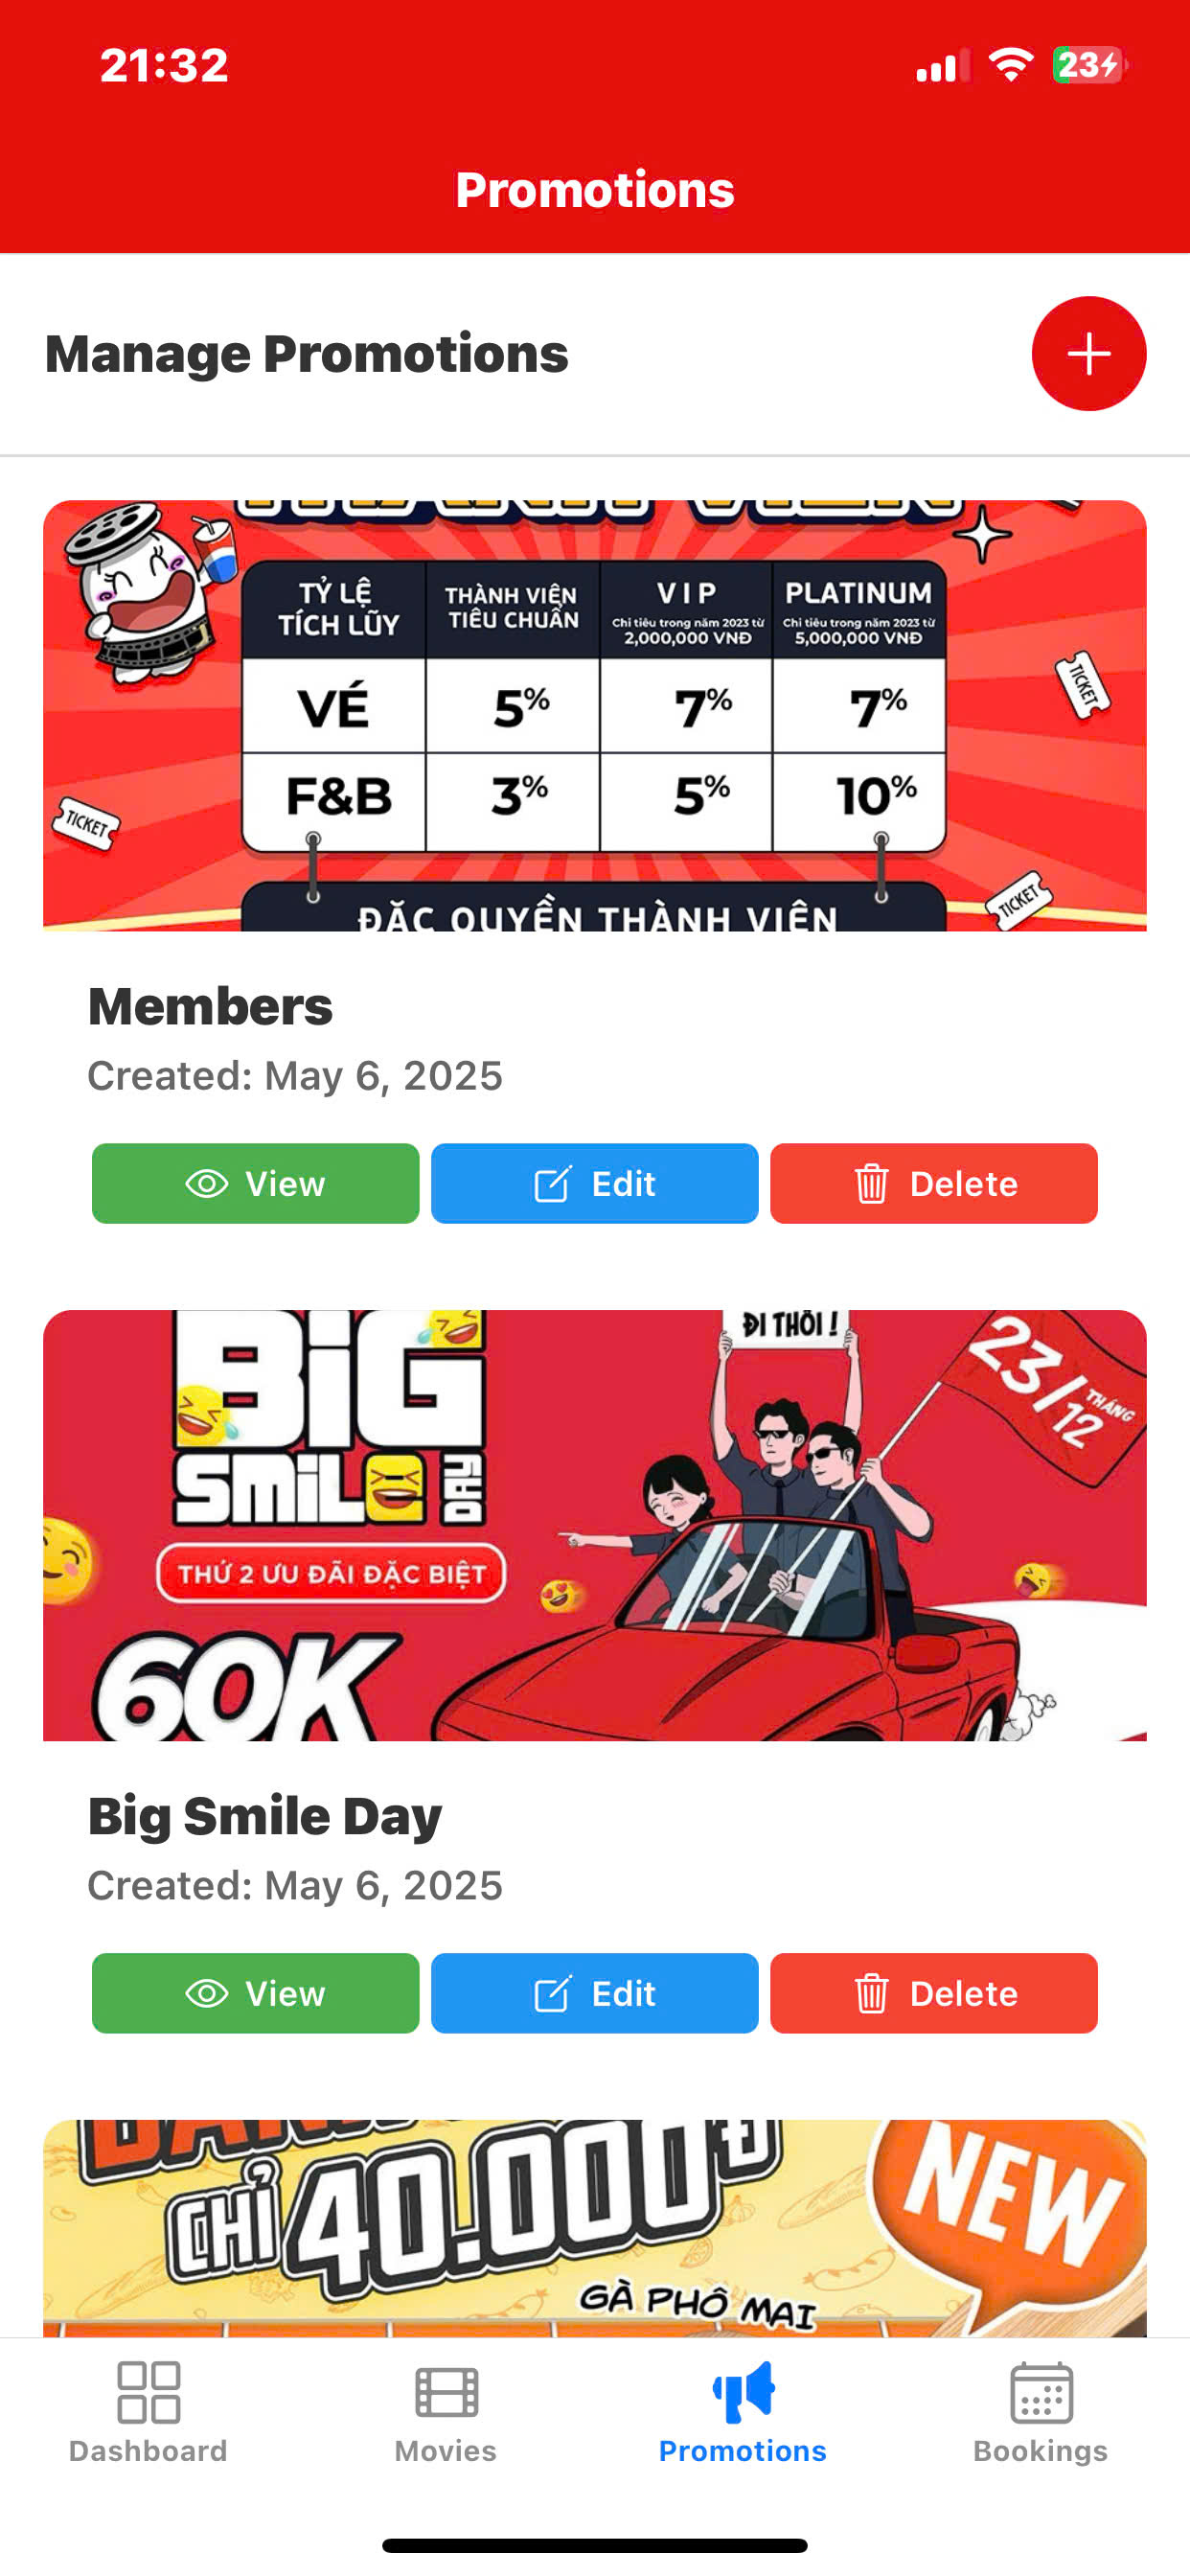 21:32
23
Promotions
Manage Promotions
TỶ LỆ
TÍCH LŨY
THÀNH VIÊN
TIÊU CHUẨN
VIP
Chi tiêu trong năm 2023 từ
2,000,000 VNĐ
PLATINUM
Chi tiêu trong năm 2023 từ
5,000,000 VNĐ
VÉ 5% 7% 7%
F&B 3% 5% 10%
TICKET
TICKET
TICKET
ĐẶC QUYỀN THÀNH VIÊN
Members
Created: May 6, 2025
View Edit Delete
BiG
SMiLE DAY
THỨ 2 ƯU ĐÃI ĐẶC BIỆT
60K
ĐI THÔI !
23/12
THÁNG
Big Smile Day
Created: May 6, 2025
View Edit Delete
CHỈ 40.000Đ
NEW
GÀ PHÔ MAI
Dashboard Movies Promotions Bookings